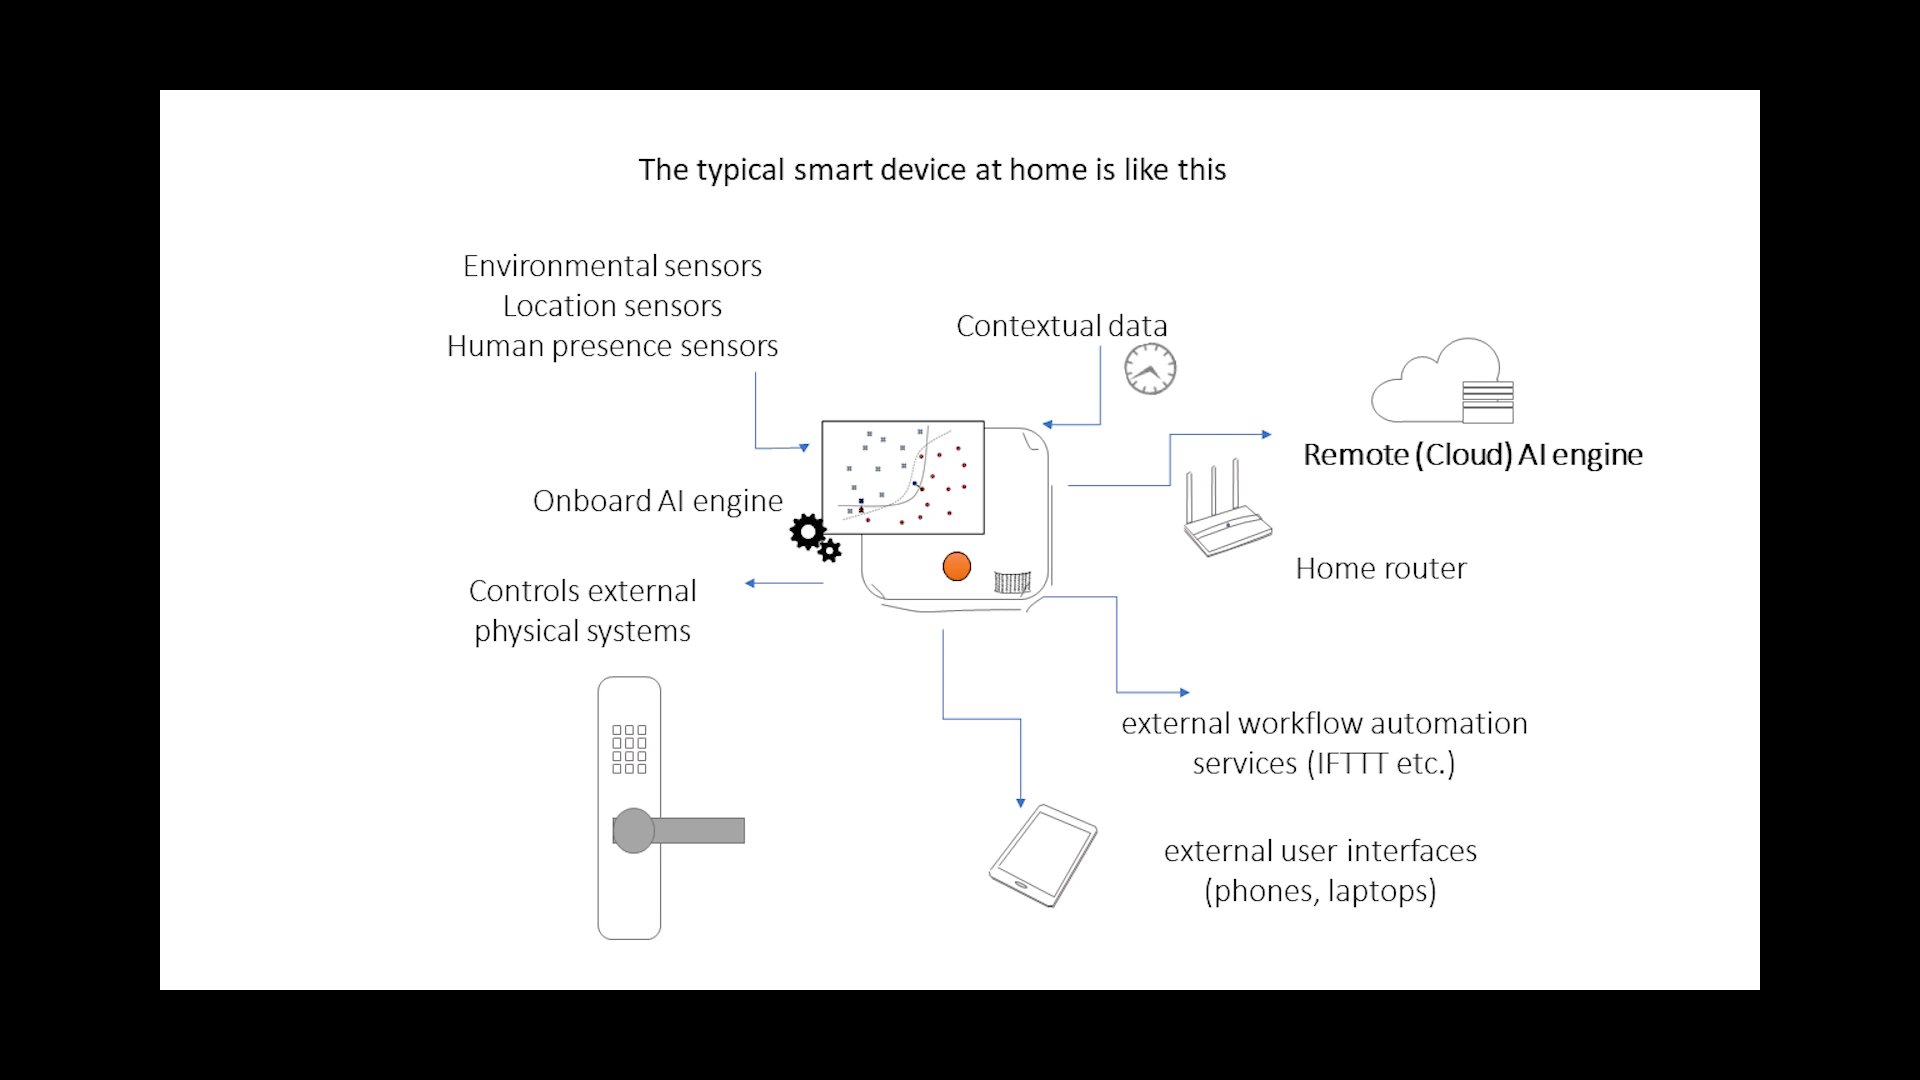 The typical smart device at home is like this
Environmental sensors
Location sensors
Human presence sensors
Contextual data
Remote (Cloud) AI engine
Onboard AI engine
Home router
Controls external
physical systems
external workflow automation
services (IFTTT etc.)
external user interfaces
(phones, laptops)